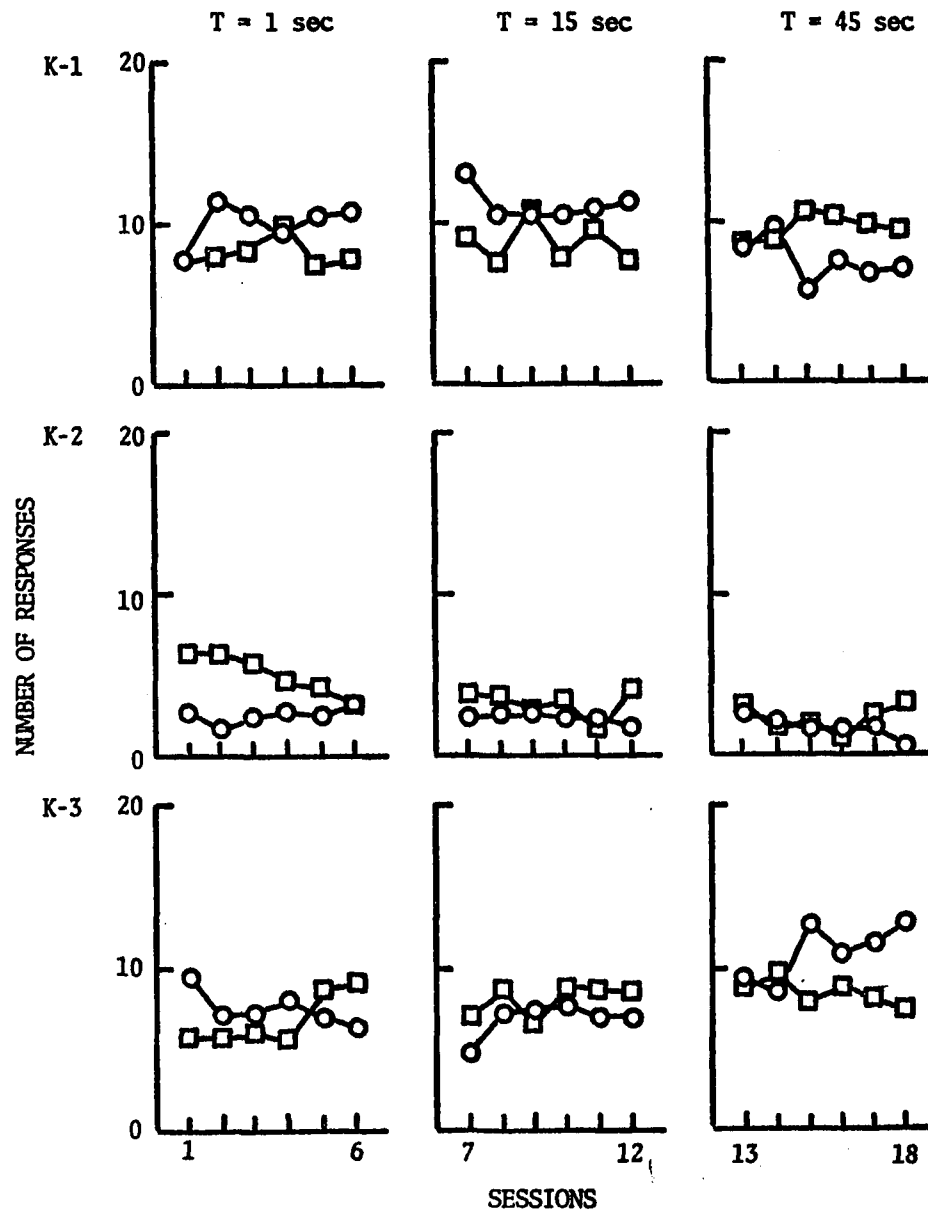 T = 1 sec
T = 15 sec
T = 45 sec
K-1
20
10
0
K-2
20
10
0
K-3
20
10
0
NUMBER OF RESPONSES
1
6
7
12
13
18
SESSIONS